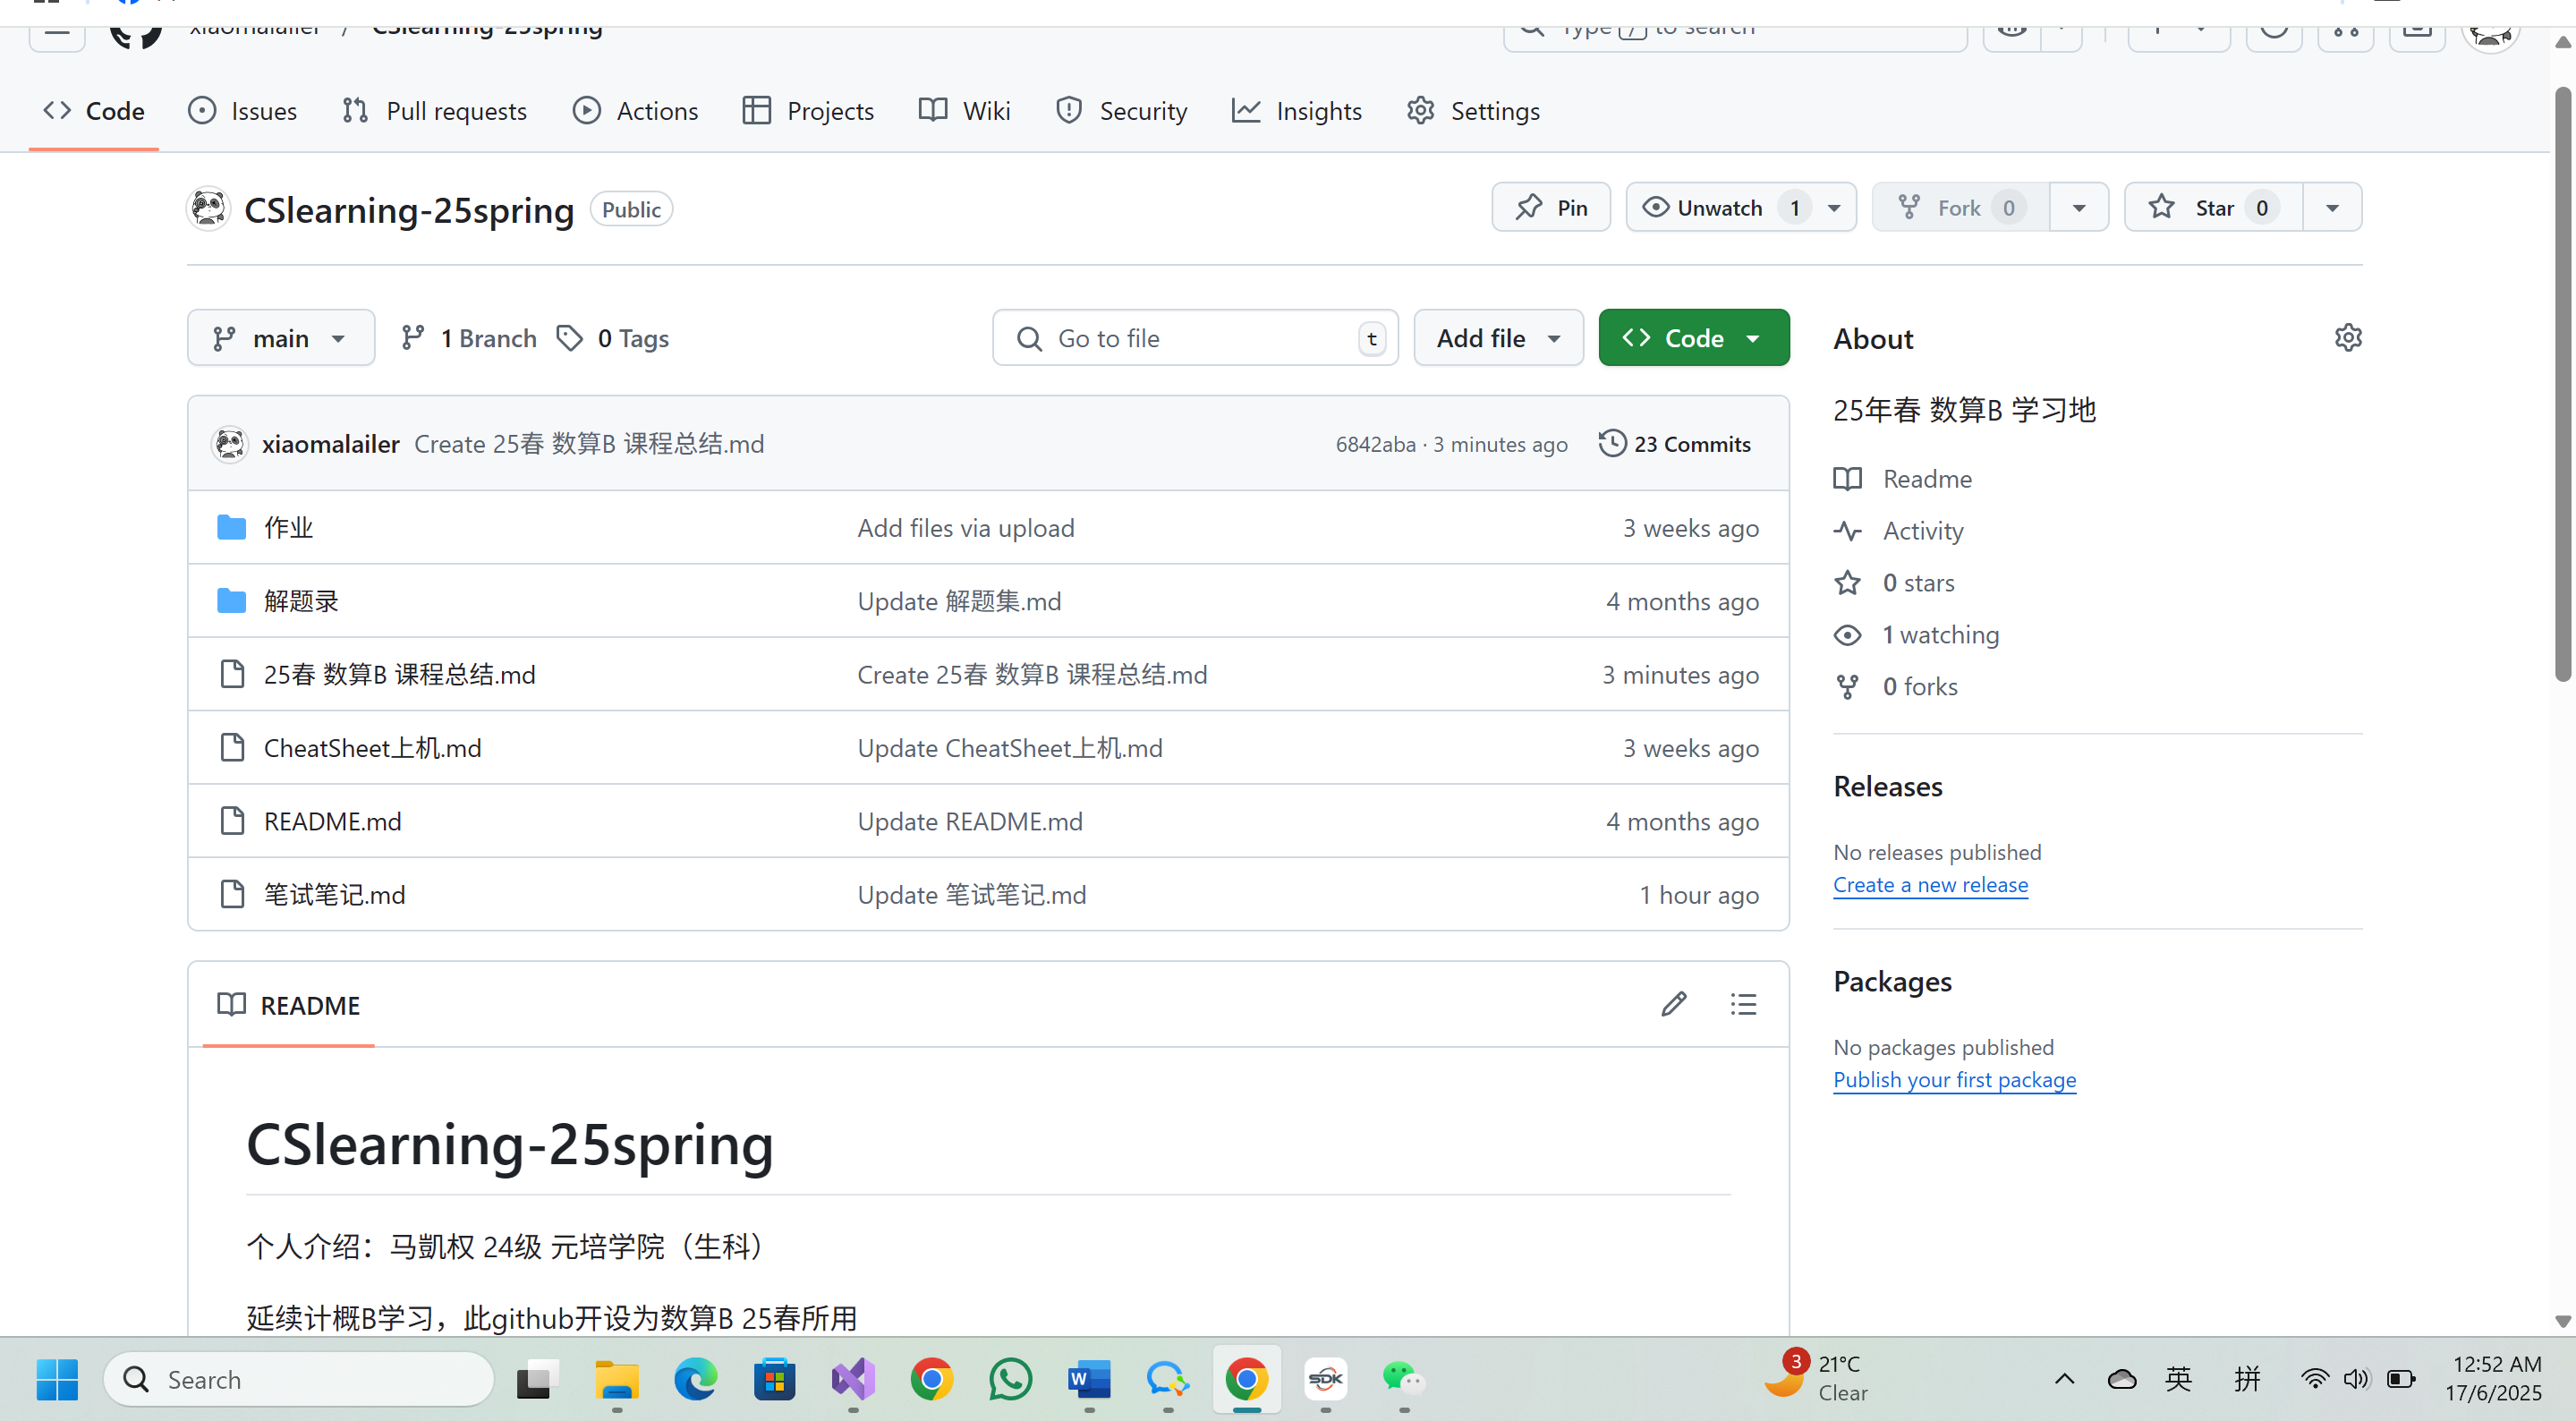 xiaomalailer / CSlearning-25spring
Type / to search
Code Issues Pull requests Actions Projects Wiki Security Insights Settings
CSlearning-25spring Public
Pin Unwatch 1 Fork 0 Star 0
main 1 Branch 0 Tags
Go to file t
Add file Code
xiaomalailer Create 25春 数算B 课程总结.md 6842aba · 3 minutes ago 23 Commits
作业 Add files via upload 3 weeks ago
解题录 Update 解题集.md 4 months ago
25春 数算B 课程总结.md Create 25春 数算B 课程总结.md 3 minutes ago
CheatSheet上机.md Update CheatSheet上机.md 3 weeks ago
README.md Update README.md 4 months ago
笔试笔记.md Update 笔试笔记.md 1 hour ago
README
CSlearning-25spring
个人介绍：马凱权 24级 元培学院（生科）
延续计概B学习，此github开设为数算B 25春所用
About
25年春 数算B 学习地
Readme
Activity
0 stars
1 watching
0 forks
Releases
No releases published
Create a new release
Packages
No packages published
Publish your first package
Search
W
SDK
3
21°C
Clear
英
拼
12:52 AM
17/6/2025